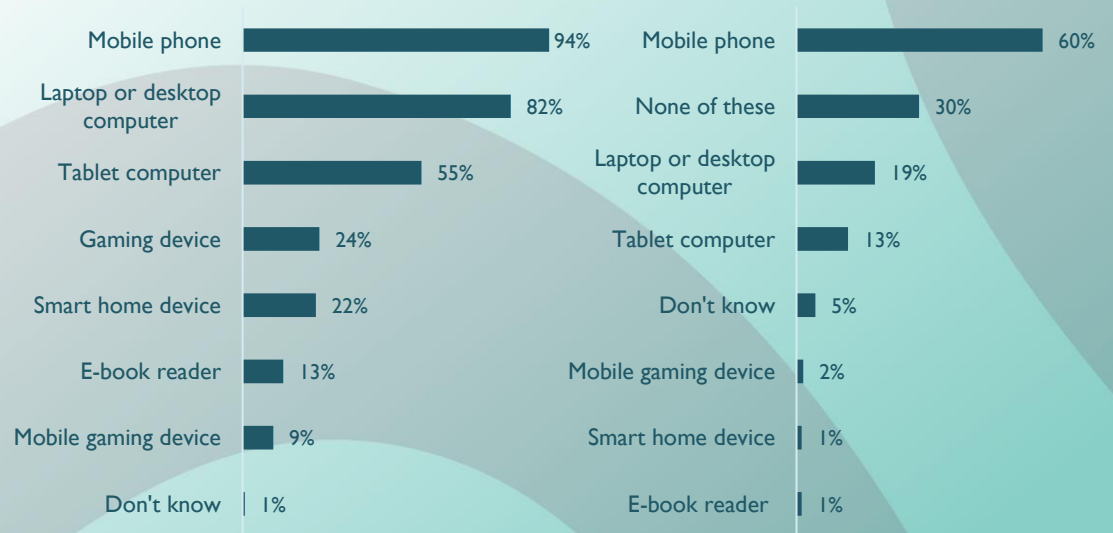 Mobile phone 94%
Laptop or desktop
computer 82%
Tablet computer 55%
Gaming device 24%
Smart home device 22%
E-book reader 13%
Mobile gaming device 9%
Don't know 1%
Mobile phone 60%
None of these 30%
Laptop or desktop
computer 19%
Tablet computer 13%
Don't know 5%
Mobile gaming device 2%
Smart home device 1%
E-book reader 1%